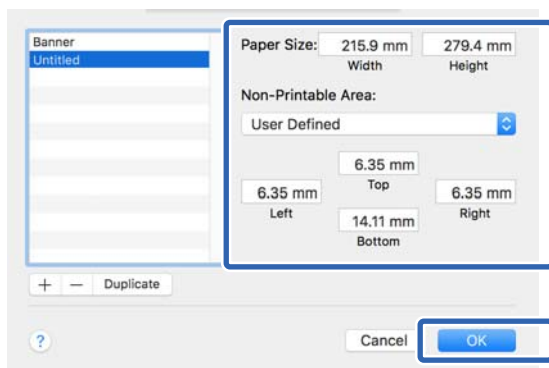 Banner
Untitled
Paper Size: 215.9 mm 279.4 mm
Width Height
Non-Printable Area:
User Defined
6.35 mm
Top
6.35 mm 6.35 mm
Left Right
14.11 mm
Bottom
+ − Duplicate
? Cancel OK